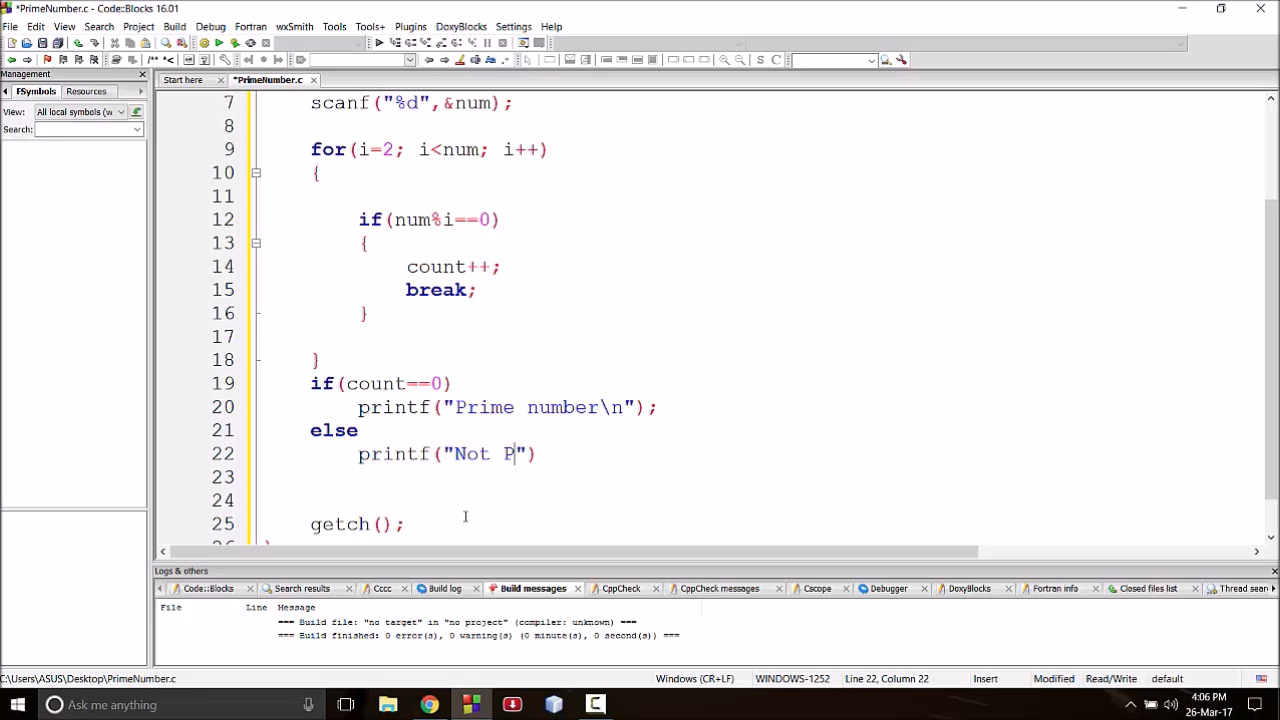 *PrimeNumber.c - Code::Blocks 16.01
File Edit View Search Project Build Debug Fortran wxSmith Tools Tools+ Plugins DoxyBlocks Settings Help
Management
FSymbols Resources
View: All local symbols (w
Search:
Start here *PrimeNumber.c
7 scanf("%d",&num);
8
9 for(i=2; i<num; i++)
10 {
11
12 if(num%i==0)
13 {
14 count++;
15 break;
16 }
17
18 }
19 if(count==0)
20 printf("Prime number\n");
21 else
22 printf("Not P")
23
24
25 getch();
Logs & others
Code::Blocks Search results Cccc Build log Build messages CppCheck CppCheck messages Cscope Debugger DoxyBlocks Fortran info Closed files list Thread sear
File Line Message
=== Build file: "no target" in "no project" (compiler: unknown) ===
=== Build finished: 0 error(s), 0 warning(s) (0 minute(s), 0 second(s)) ===
C:\Users\ASUS\Desktop\PrimeNumber.c Windows (CR+LF) WINDOWS-1252 Line 22, Column 22 Insert Modified Read/Write default
Ask me anything
4:06 PM
26-Mar-17